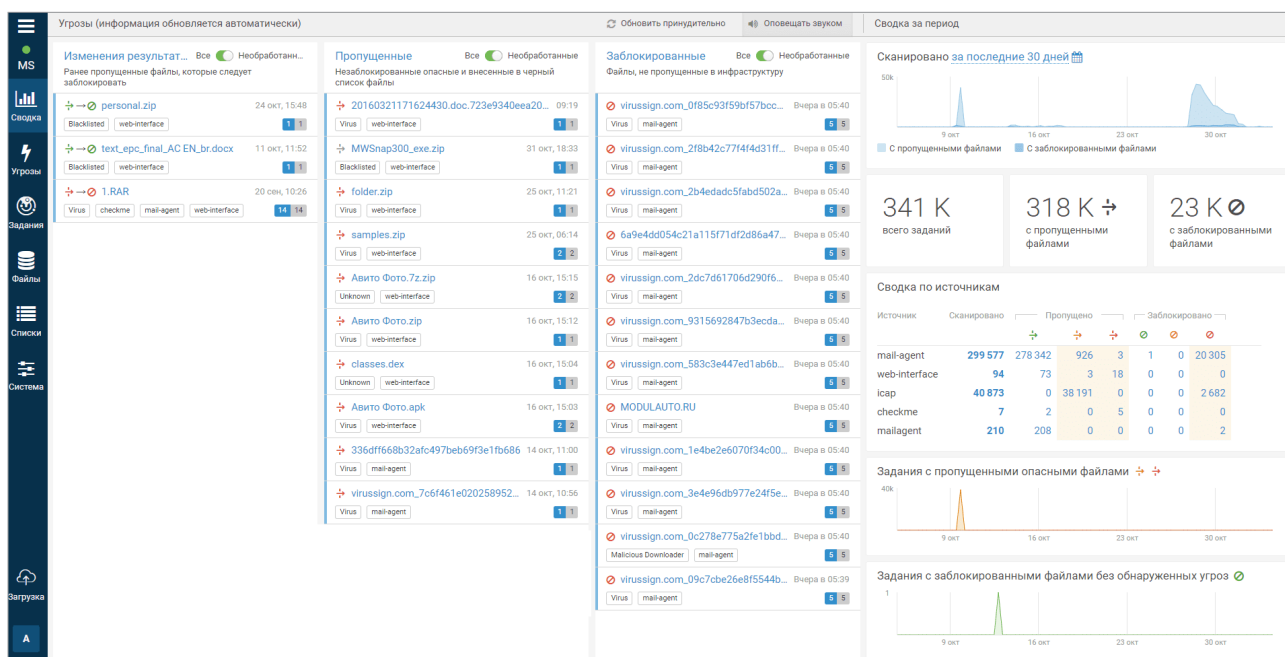 Угрозы (информация обновляется автоматически)
Обновить принудительно
Оповещать звуком
Сводка за период
MS
Сводка
Угрозы
Задания
Файлы
Списки
Система
Загрузка
A
Изменения результат...
Все
Необработанн...
Ранее пропущенные файлы, которые следует
заблокировать
personal.zip 24 окт, 15:48
Blacklisted web-interface 1 1
text_epc_final_AC EN_br.docx 11 окт, 11:52
Blacklisted web-interface 1 1
1.RAR 20 сен, 10:26
Virus checkme mail-agent web-interface 14 14
Пропущенные
Все
Необработанные
Незаблокированные опасные и внесенные в черный
список файлы
20160321171624430.doc.723e9340eea20... 09:19
Virus web-interface 1 1
MWSnap300_exe.zip 31 окт, 18:33
Blacklisted web-interface 1 1
folder.zip 25 окт, 11:21
Virus web-interface 1 1
samples.zip 25 окт, 06:14
Virus web-interface 2 2
Авито Фото.7z.zip 16 окт, 15:15
Unknown web-interface 2 2
Авито Фото.zip 16 окт, 15:12
Virus web-interface 1 1
classes.dex 16 окт, 15:04
Unknown web-interface 1 1
Авито Фото.apk 16 окт, 15:03
Virus web-interface 2 2
336dff668b32afc497beb69f3e1fb686 14 окт, 11:00
Virus mail-agent 1 1
virussign.com_7c6f461e020258952... 14 окт, 10:56
Virus mail-agent 1 1
Заблокированные
Все
Необработанные
Файлы, не пропущенные в инфраструктуру
virussign.com_0f85c93f59bf57bcc... Вчера в 05:40
Virus mail-agent 5 5
virussign.com_2f8b42c77f4f4d31ff... Вчера в 05:40
Virus mail-agent 5 5
virussign.com_2b4edadc5fabd502a... Вчера в 05:40
Virus mail-agent 5 5
6a9e4dd054c21a115f71df2d86a47... Вчера в 05:40
Virus mail-agent 5 5
virussign.com_2dc7d61706d290f6... Вчера в 05:40
Virus mail-agent 5 5
virussign.com_9315692847b3ecda... Вчера в 05:40
Virus mail-agent 5 5
virussign.com_583c3e447ed1ab6b... Вчера в 05:40
Virus mail-agent 5 5
MODULAUTO.RU Вчера в 05:40
Virus mail-agent 5 5
virussign.com_1e4be2e6070f34c00... Вчера в 05:40
Virus mail-agent 5 5
virussign.com_3e4e96db977e24f5e... Вчера в 05:40
Virus mail-agent 5 5
virussign.com_0c278e775a2fe1bbd... Вчера в 05:40
Malicious Downloader mail-agent 5 5
virussign.com_09c7cbe26e8f5544b... Вчера в 05:39
Virus mail-agent 5 5
Сканировано за последние 30 дней
50k
9 окт 16 окт 23 окт 30 окт
С пропущенными файлами С заблокированными файлами
341 K
всего заданий
318 K
с пропущенными
файлами
23 K
с заблокированными
файлами
Сводка по источникам
Источник Сканировано Пропущено Заблокировано
mail-agent 299 577 278 342 926 3 1 0 20 305
web-interface 94 73 3 18 0 0 0
icap 40 873 0 38 191 0 0 0 2 682
checkme 7 2 0 5 0 0 0
mailagent 210 208 0 0 0 0 2
Задания с пропущенными опасными файлами
40k
9 окт 16 окт 23 окт 30 окт
Задания с заблокированными файлами без обнаруженных угроз
1
9 окт 16 окт 23 окт 30 окт